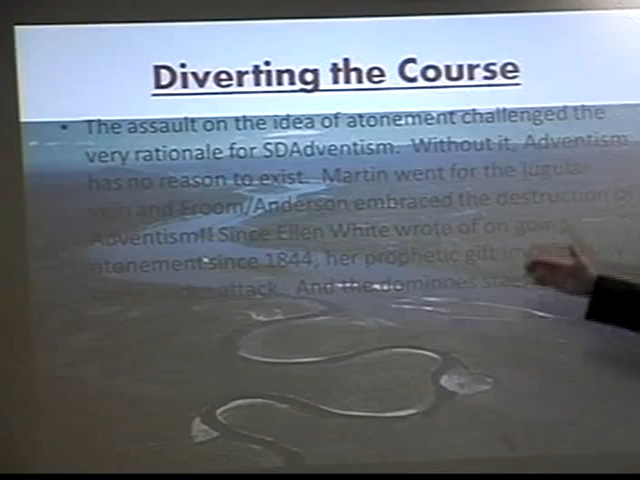 Diverting the Course
• The assault on the idea of atonement challenged the
very rationale for SDAdventism. Without it, Adventism
has no reason to exist. Martin went for the jugular
vein and Froom/Anderson embraced the destruction of
Adventism!! Since Ellen White wrote of on going
atonement since 1844, her prophetic gift
attack. And the dominoes